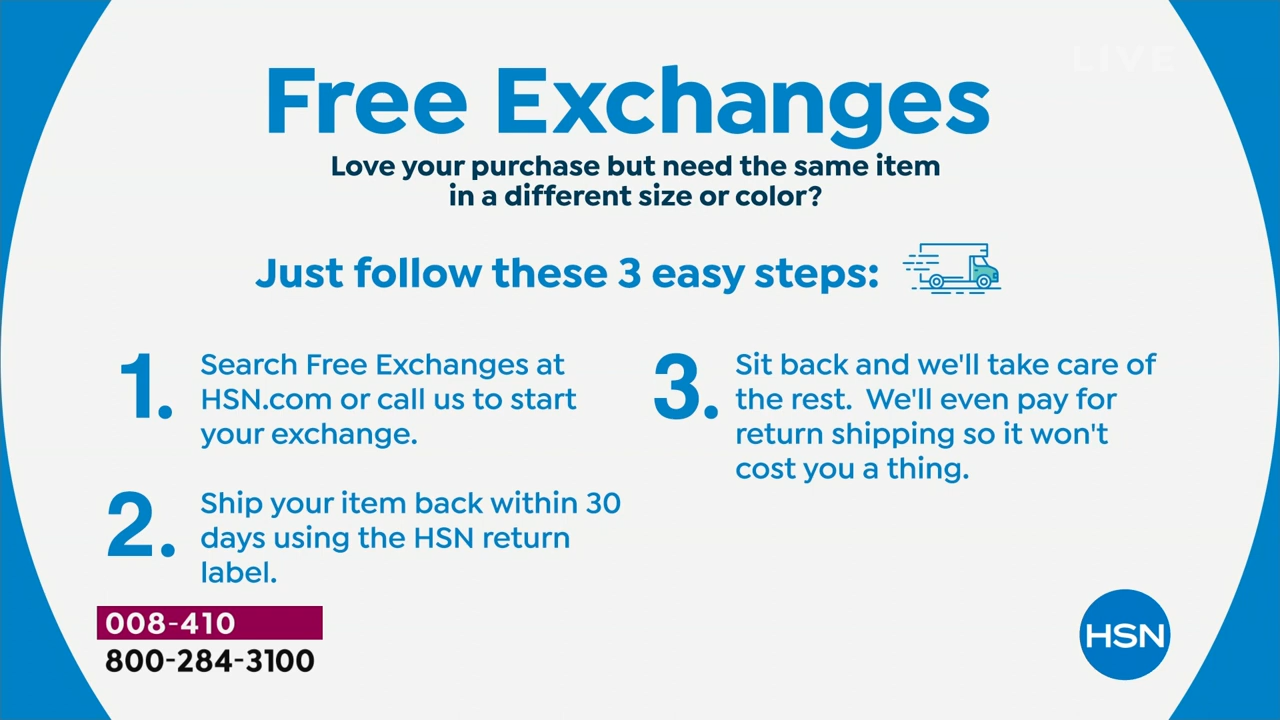 LIVE
Free Exchanges
Love your purchase but need the same item
in a different size or color?
Just follow these 3 easy steps:
1. Search Free Exchanges at
HSN.com or call us to start
your exchange.
2. Ship your item back within 30
days using the HSN return
label.
3. Sit back and we'll take care of
the rest.  We'll even pay for
return shipping so it won't
cost you a thing.
008-410
800-284-3100
HSN